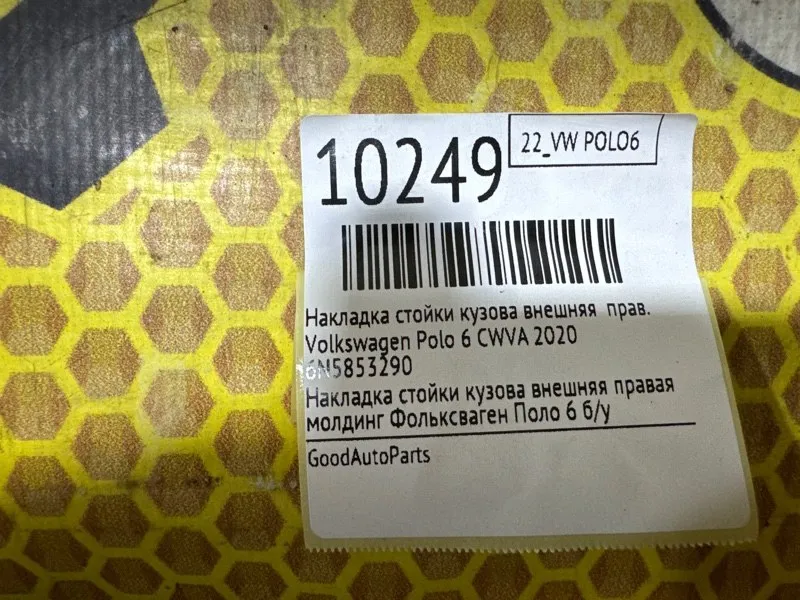 10249
22_VW POLO6
Накладка стойки кузова внешняя прав.
Volkswagen Polo 6 CWVA 2020
6N5853290
Накладка стойки кузова внешняя правая
молдинг Фольксваген Поло 6 б/у
GoodAutoParts